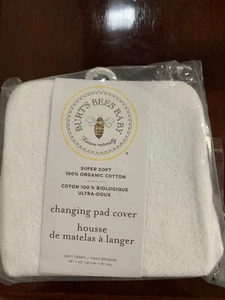 BURT'S BEES BABY
SUPER SOFT
100% ORGANIC COTTON
COTON 100 % BIOLOGIQUE
ULTRA-DOUX
changing pad cover
housse
de matelas à langer